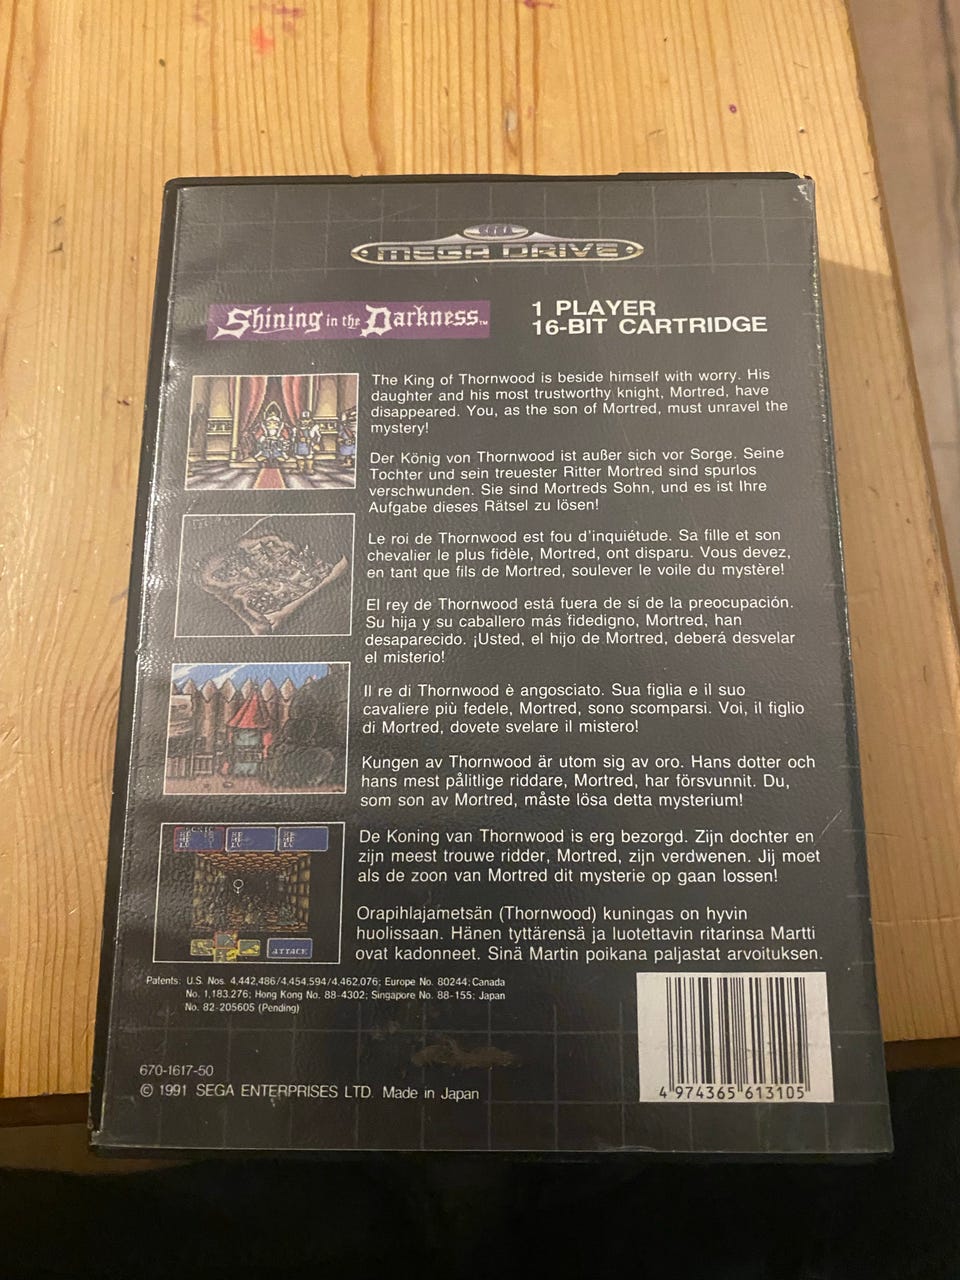 SEGA
MEGA DRIVE
Shining in the Darkness™
1 PLAYER
16-BIT CARTRIDGE
The King of Thornwood is beside himself with worry. His
daughter and his most trustworthy knight, Mortred, have
disappeared. You, as the son of Mortred, must unravel the
mystery!
Der König von Thornwood ist außer sich vor Sorge. Seine
Tochter und sein treuester Ritter Mortred sind spurlos
verschwunden. Sie sind Mortreds Sohn, und es ist Ihre
Aufgabe dieses Rätsel zu lösen!
Le roi de Thornwood est fou d'inquiétude. Sa fille et son
chevalier le plus fidèle, Mortred, ont disparu. Vous devez,
en tant que fils de Mortred, soulever le voile du mystère!
El rey de Thornwood está fuera de sí de la preocupación.
Su hija y su caballero más fidedigno, Mortred, han
desaparecido. ¡Usted, el hijo de Mortred, deberá desvelar
el misterio!
Il re di Thornwood è angosciato. Sua figlia e il suo
cavaliere più fedele, Mortred, sono scomparsi. Voi, il figlio
di Mortred, dovete svelare il mistero!
Kungen av Thornwood är utom sig av oro. Hans dotter och
hans mest pålitlige riddare, Mortred, har försvunnit. Du,
som son av Mortred, måste lösa detta mysterium!
De Koning van Thornwood is erg bezorgd. Zijn dochter en
zijn meest trouwe ridder, Mortred, zijn verdwenen. Jij moet
als de zoon van Mortred dit mysterie op gaan lossen!
Orapihlajametsän (Thornwood) kuningas on hyvin
huolissaan. Hänen tyttärensä ja luotettavin ritarinsa Martti
ovat kadonneet. Sinä Martin poikana paljastat arvoituksen.
ATTACK
Patents: U.S. Nos. 4,442,486/4,454,594/4,462,076; Europe No. 80244; Canada
No. 1,183,276; Hong Kong No. 88-4302; Singapore No. 88-155; Japan
No. 82-205605 (Pending)
670-1617-50
© 1991 SEGA ENTERPRISES LTD. Made in Japan
4 974365 613105